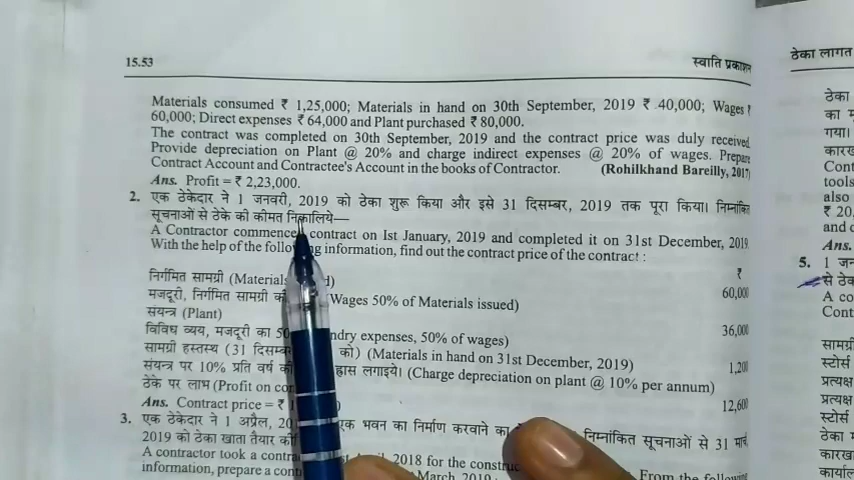 15.53
स्वाति प्रकाशन
Materials consumed ₹ 1,25,000; Materials in hand on 30th September, 2019 ₹ 40,000; Wages ₹
60,000; Direct expenses ₹ 64,000 and Plant purchased ₹ 80,000.
The contract was completed on 30th September, 2019 and the contract price was duly received
Provide depreciation on Plant @ 20% and charge indirect expenses @ 20% of wages. Prepare
Contract Account and Contractee's Account in the books of Contractor. (Rohilkhand Bareilly, 2017)
Ans. Profit = ₹ 2,23,000.
2. एक ठेकेदार ने 1 जनवरी, 2019 को ठेका शुरू किया और इसे 31 दिसम्बर, 2019 तक पूरा किया। निम्नांकित
सूचनाओं से ठेके की कीमत निकालिये—
A Contractor commence contract on Ist January, 2019 and completed it on 31st December, 2019
With the help of the follo g information, find out the contract price of the contract :
₹
निर्गमित सामग्री (Materials d) 60,000
मजदूरी, निर्गमित सामग्री Wages 50% of Materials issued)
संयन्त्र (Plant) 36,000
विविध व्यय, मजदूरी का 50 ndry expenses, 50% of wages)
सामग्री हस्तस्थ (31 दिसम्बर को) (Materials in hand on 31st December, 2019) 1,200
संयन्त्र पर 10% प्रति वर्ष ह्रास लगाइये। (Charge depreciation on plant @ 10% per annum)
ठेके पर लाभ (Profit on con 12,600
Ans. Contract price = ₹
3. एक ठेकेदार ने 1 अप्रैल, 20 एक भवन का निर्माण करवाने का निम्नांकित सूचनाओं से 31 मार्च,
2019 को ठेका खाता तैयार
A contractor took a contra 2018 for the construc From the following
information, prepare a cont March, 2019
ठेका लागत
ठेका
का
गया।
कारख
Cont
tools
also
₹ 20,
and c
Ans.
5. 1 जन
से ठेक
A co
Cont
सामग्री
स्टोर्स
प्रत्यक्ष
प्रत्यक्ष
स्टोर्स
ठेका
कारखा
कार्याल